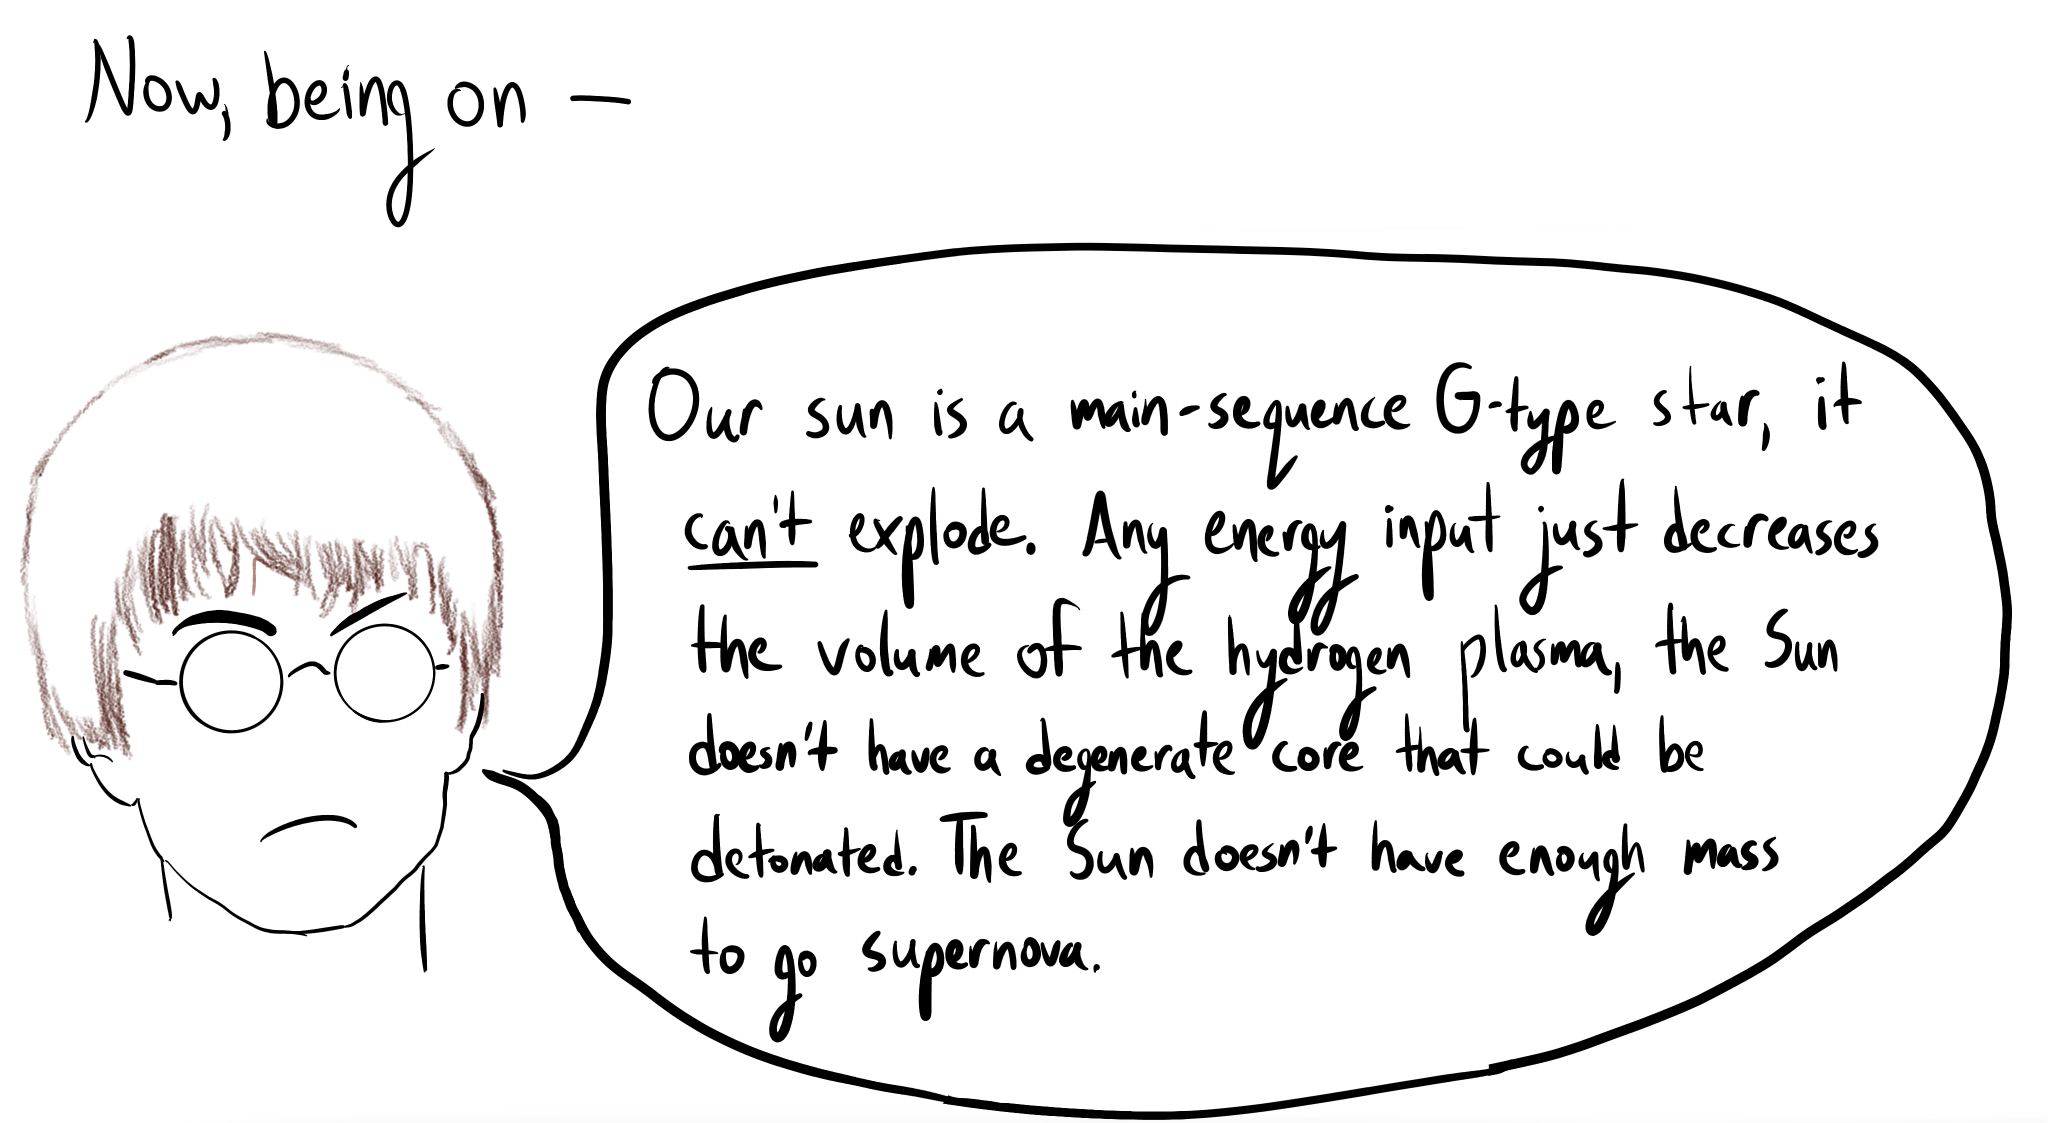 Now, being on —
Our sun is a main-sequence G-type star, it
can't explode. Any energy input just decreases
the volume of the hydrogen plasma, the Sun
doesn't have a degenerate core that could be
detonated. The Sun doesn't have enough mass
to go supernova.